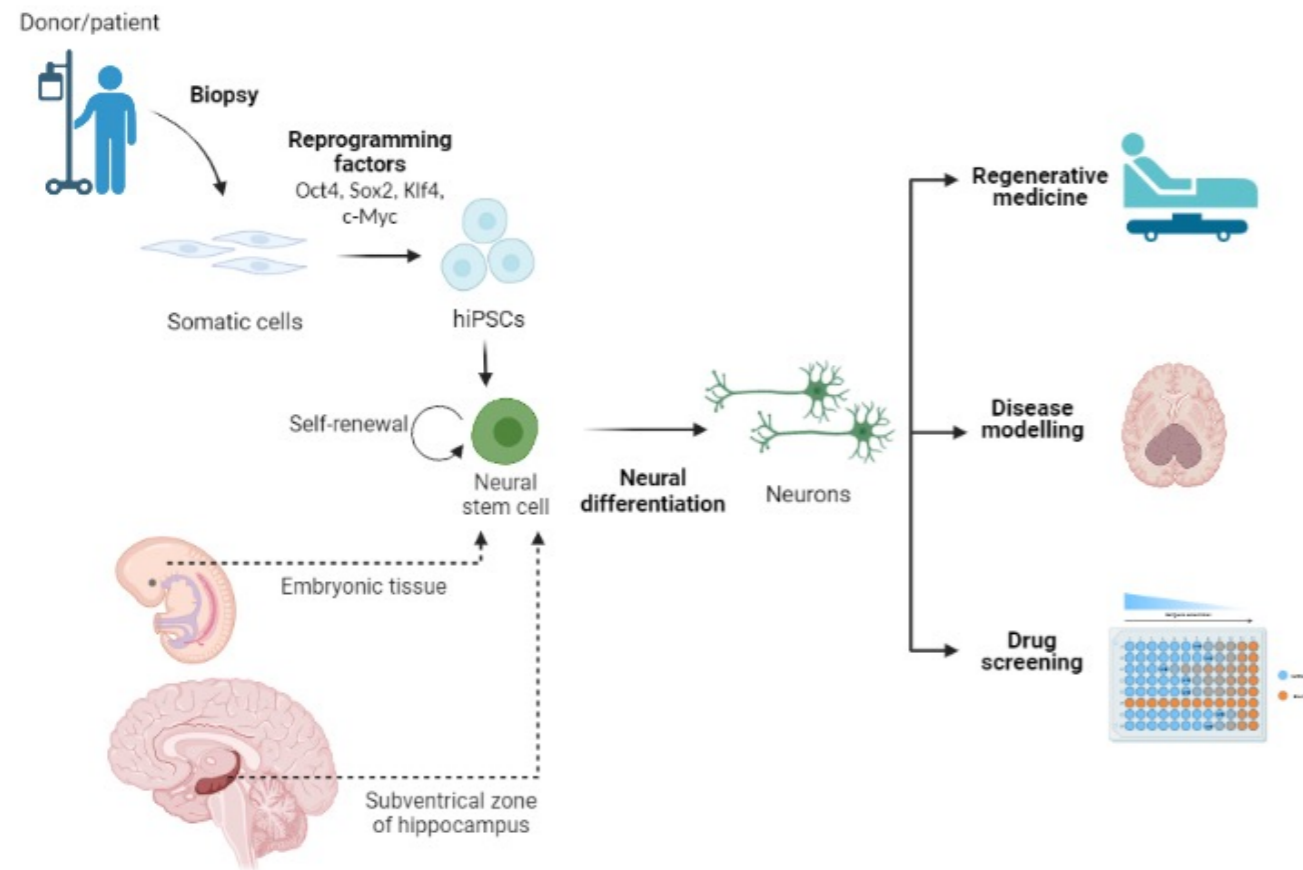 Donor/patient
Biopsy
Reprogramming
factors
Oct4, Sox2, Klf4,
c-Myc
Somatic cells
hiPSCs
Self-renewal
Neural
stem cell
Neural
differentiation
Neurons
Embryonic tissue
Subventrical zone
of hippocampus
Regenerative
medicine
Disease
modelling
Drug
screening